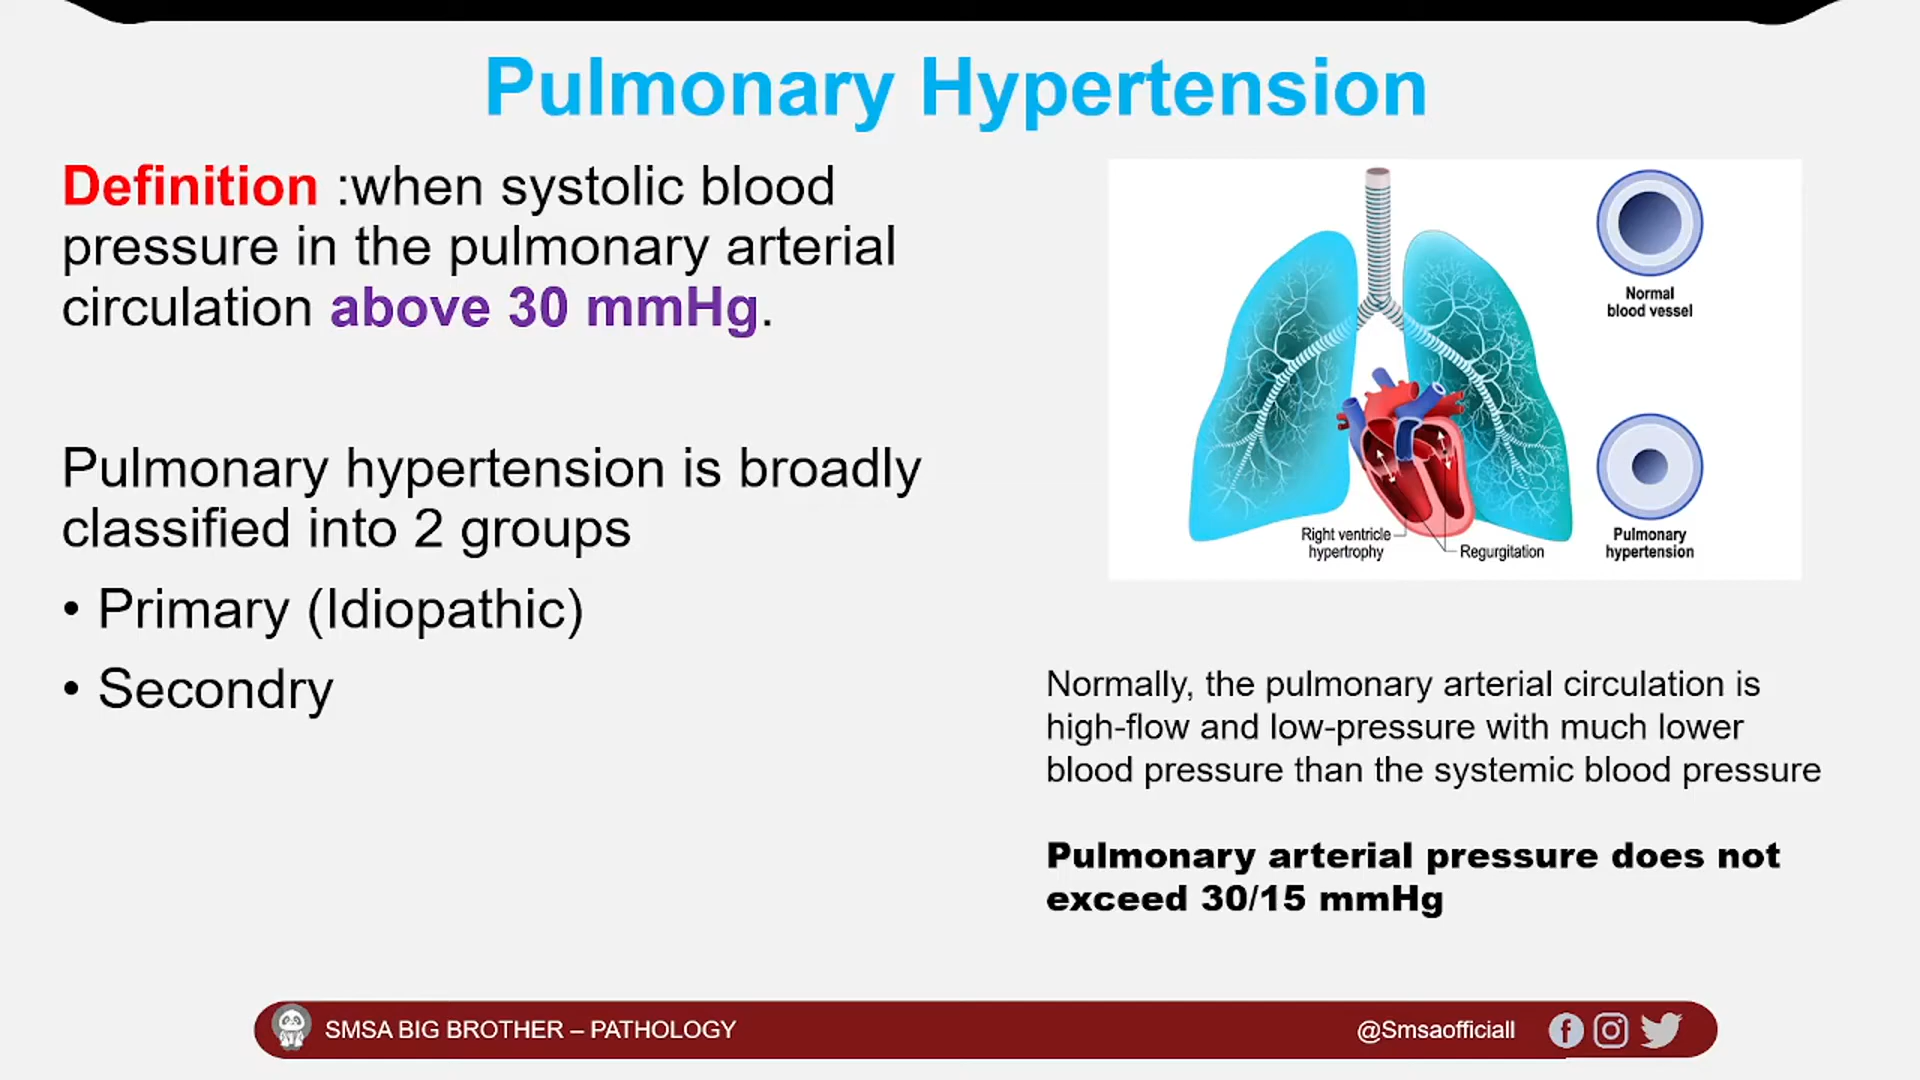 Pulmonary Hypertension
Definition :when systolic blood
pressure in the pulmonary arterial
circulation above 30 mmHg.
Pulmonary hypertension is broadly
classified into 2 groups
• Primary (Idiopathic)
• Secondry
Normal
blood vessel
Right ventricle
hypertrophy
Regurgitation
Pulmonary
hypertension
Normally, the pulmonary arterial circulation is
high-flow and low-pressure with much lower
blood pressure than the systemic blood pressure
Pulmonary arterial pressure does not
exceed 30/15 mmHg
SMSA BIG BROTHER – PATHOLOGY
@Smsaofficiall